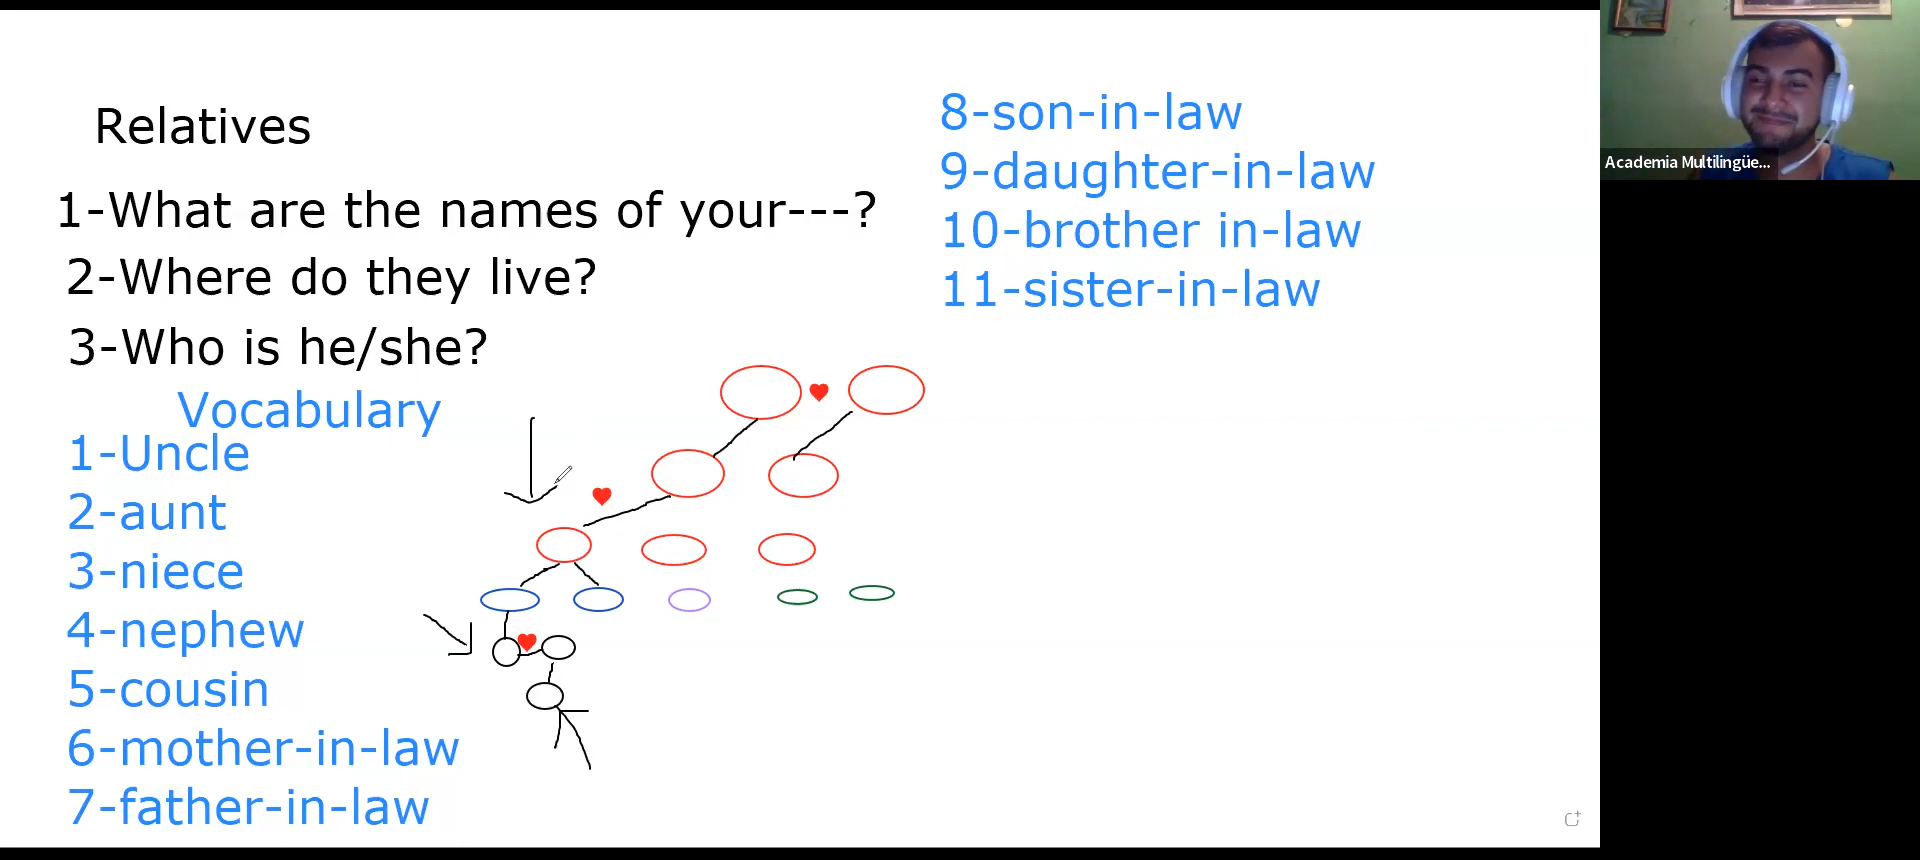 Relatives
1-What are the names of your---?
2-Where do they live?
3-Who is he/she?
Vocabulary
1-Uncle
2-aunt
3-niece
4-nephew
5-cousin
6-mother-in-law
7-father-in-law
8-son-in-law
9-daughter-in-law
10-brother in-law
11-sister-in-law
Academia Multilingüe...